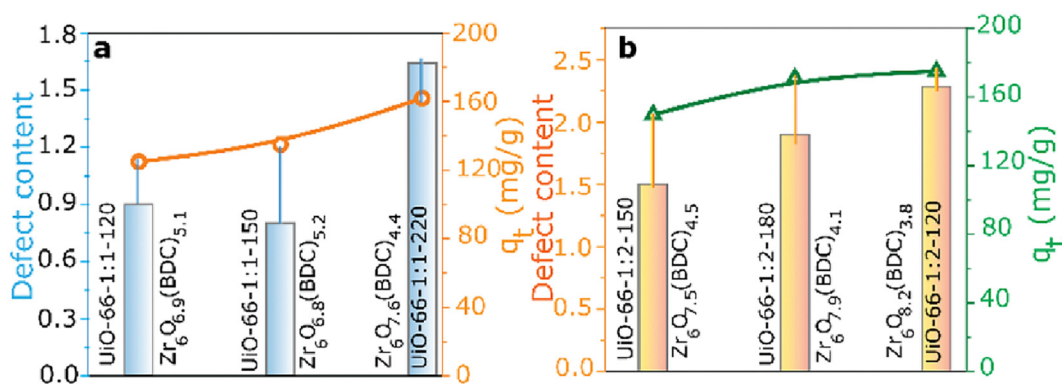 a
Defect content
1.8
1.5
1.2
0.9
0.6
0.3
0.0
UiO-66-1:1-120
Zr6O6.9(BDC)5.1
UiO-66-1:1-150
Zr6O6.8(BDC)5.2
Zr6O7.6(BDC)4.4
UiO-66-1:1-220
200
160
120
80
40
0
qt (mg/g)
b
Defect content
2.5
2.0
1.5
1.0
0.5
0.0
UiO-66-1:2-150
Zr6O7.5(BDC)4.5
UiO-66-1:2-180
Zr6O7.9(BDC)4.1
Zr6O8.2(BDC)3.8
UiO-66-1:2-120
200
160
120
80
40
0
qt (mg/g)